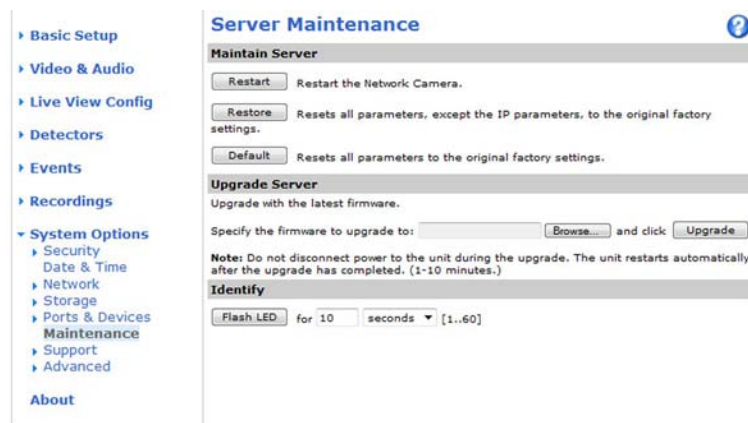 Basic Setup
Video & Audio
Live View Config
Detectors
Events
Recordings
System Options
Security
Date & Time
Network
Storage
Ports & Devices
Maintenance
Support
Advanced
About
Server Maintenance
?
Maintain Server
Restart Restart the Network Camera.
Restore Resets all parameters, except the IP parameters, to the original factory
settings.
Default Resets all parameters to the original factory settings.
Upgrade Server
Upgrade with the latest firmware.
Specify the firmware to upgrade to: Browse... and click Upgrade
Note: Do not disconnect power to the unit during the upgrade. The unit restarts automatically
after the upgrade has completed. (1-10 minutes.)
Identify
Flash LED for 10 seconds [1..60]